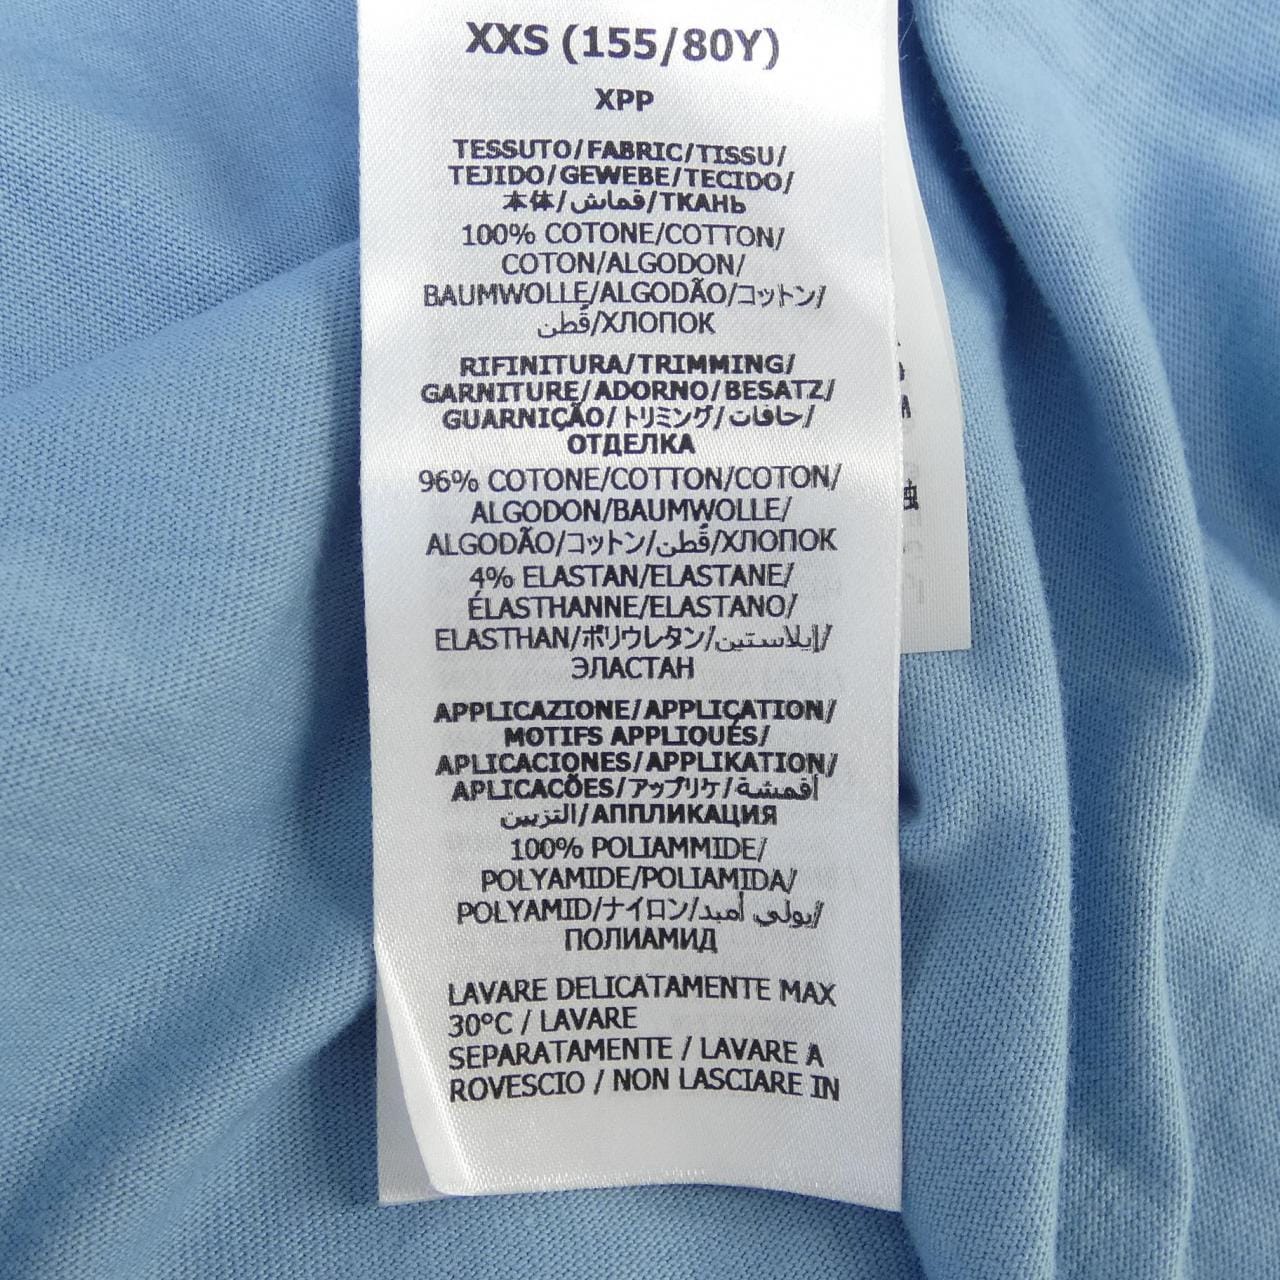 XXS (155/80Y)
XPP
TESSUTO/FABRIC/TISSU/
TEJIDO/GEWEBE/TECIDO/
本体/قماش/ТКАНЬ
100% COTONE/COTTON/
COTON/ALGODON/
BAUMWOLLE/ALGODÃO/コットン/
قُطن/ХЛОПОК
RIFINITURA/TRIMMING/
GARNITURE/ADORNO/BESATZ/
GUARNIÇÃO/トリミング/حافات/
ОТДЕЛКА
96% COTONE/COTTON/COTON/
ALGODON/BAUMWOLLE/
ALGODÃO/コットン/قُطن/ХЛОПОК
4% ELASTAN/ELASTANE/
ÉLASTHANNE/ELASTANO/
ELASTHAN/ポリウレタン/إيلاستين/
ЭЛАСТАН
APPLICAZIONE/APPLICATION/
MOTIFS APPLIQUÉS/
APLICACIONES/APPLIKATION/
APLICACÕES/アップリケ/أقمشة
التزيين/АППЛИКАЦИЯ
100% POLIAMMIDE/
POLYAMIDE/POLIAMIDA/
POLYAMID/ナイロン/بولي أميد/
ПОЛИАМИД
LAVARE DELICATAMENTE MAX
30°C / LAVARE
SEPARATAMENTE / LAVARE A
ROVESCIO / NON LASCIARE IN